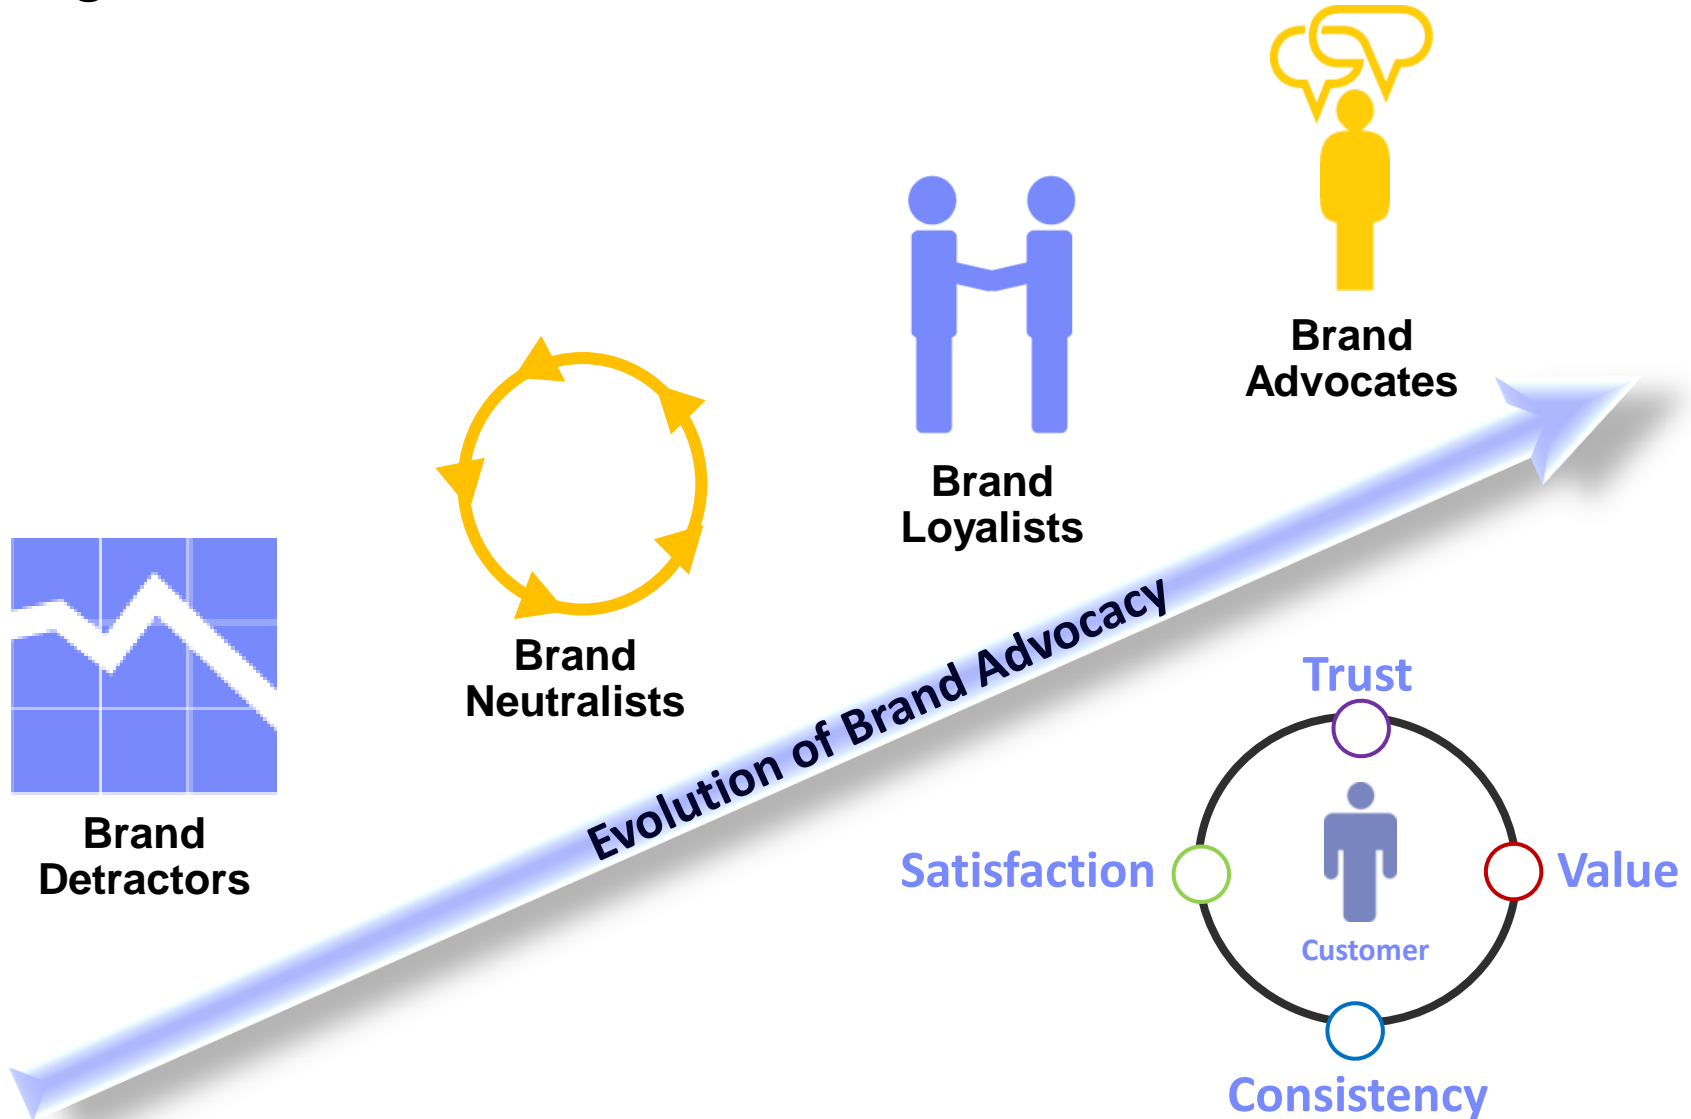 Brand
Advocates
Brand
Loyalists
Brand
Neutralists
Brand
Detractors
Evolution of Brand Advocacy
Trust
Satisfaction
Value
Customer
Consistency